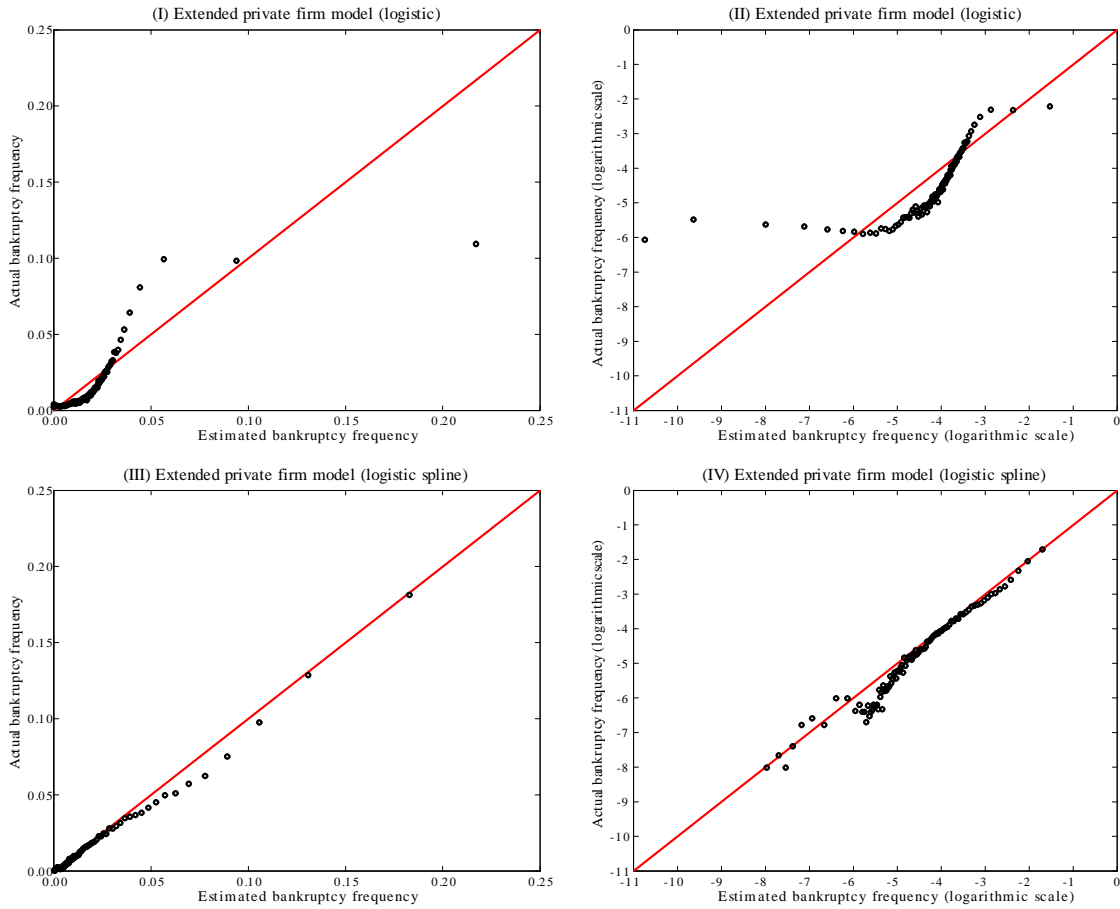 (I) Extended private firm model (logistic)
0.25
0.20
0.15
0.10
0.05
0.00
Actual bankruptcy frequency
0.00 0.05 0.10 0.15 0.20 0.25
Estimated bankruptcy frequency
(II) Extended private firm model (logistic)
0
-1
-2
-3
-4
-5
-6
-7
-8
-9
-10
-11
Actual bankruptcy frequency (logarithmic scale)
-11 -10 -9 -8 -7 -6 -5 -4 -3 -2 -1 0
Estimated bankruptcy frequency (logarithmic scale)
(III) Extended private firm model (logistic spline)
0.25
0.20
0.15
0.10
0.05
0.00
Actual bankruptcy frequency
0.00 0.05 0.10 0.15 0.20 0.25
Estimated bankruptcy frequency
(IV) Extended private firm model (logistic spline)
0
-1
-2
-3
-4
-5
-6
-7
-8
-9
-10
-11
Actual bankruptcy frequency (logarithmic scale)
-11 -10 -9 -8 -7 -6 -5 -4 -3 -2 -1 0
Estimated bankruptcy frequency (logarithmic scale)